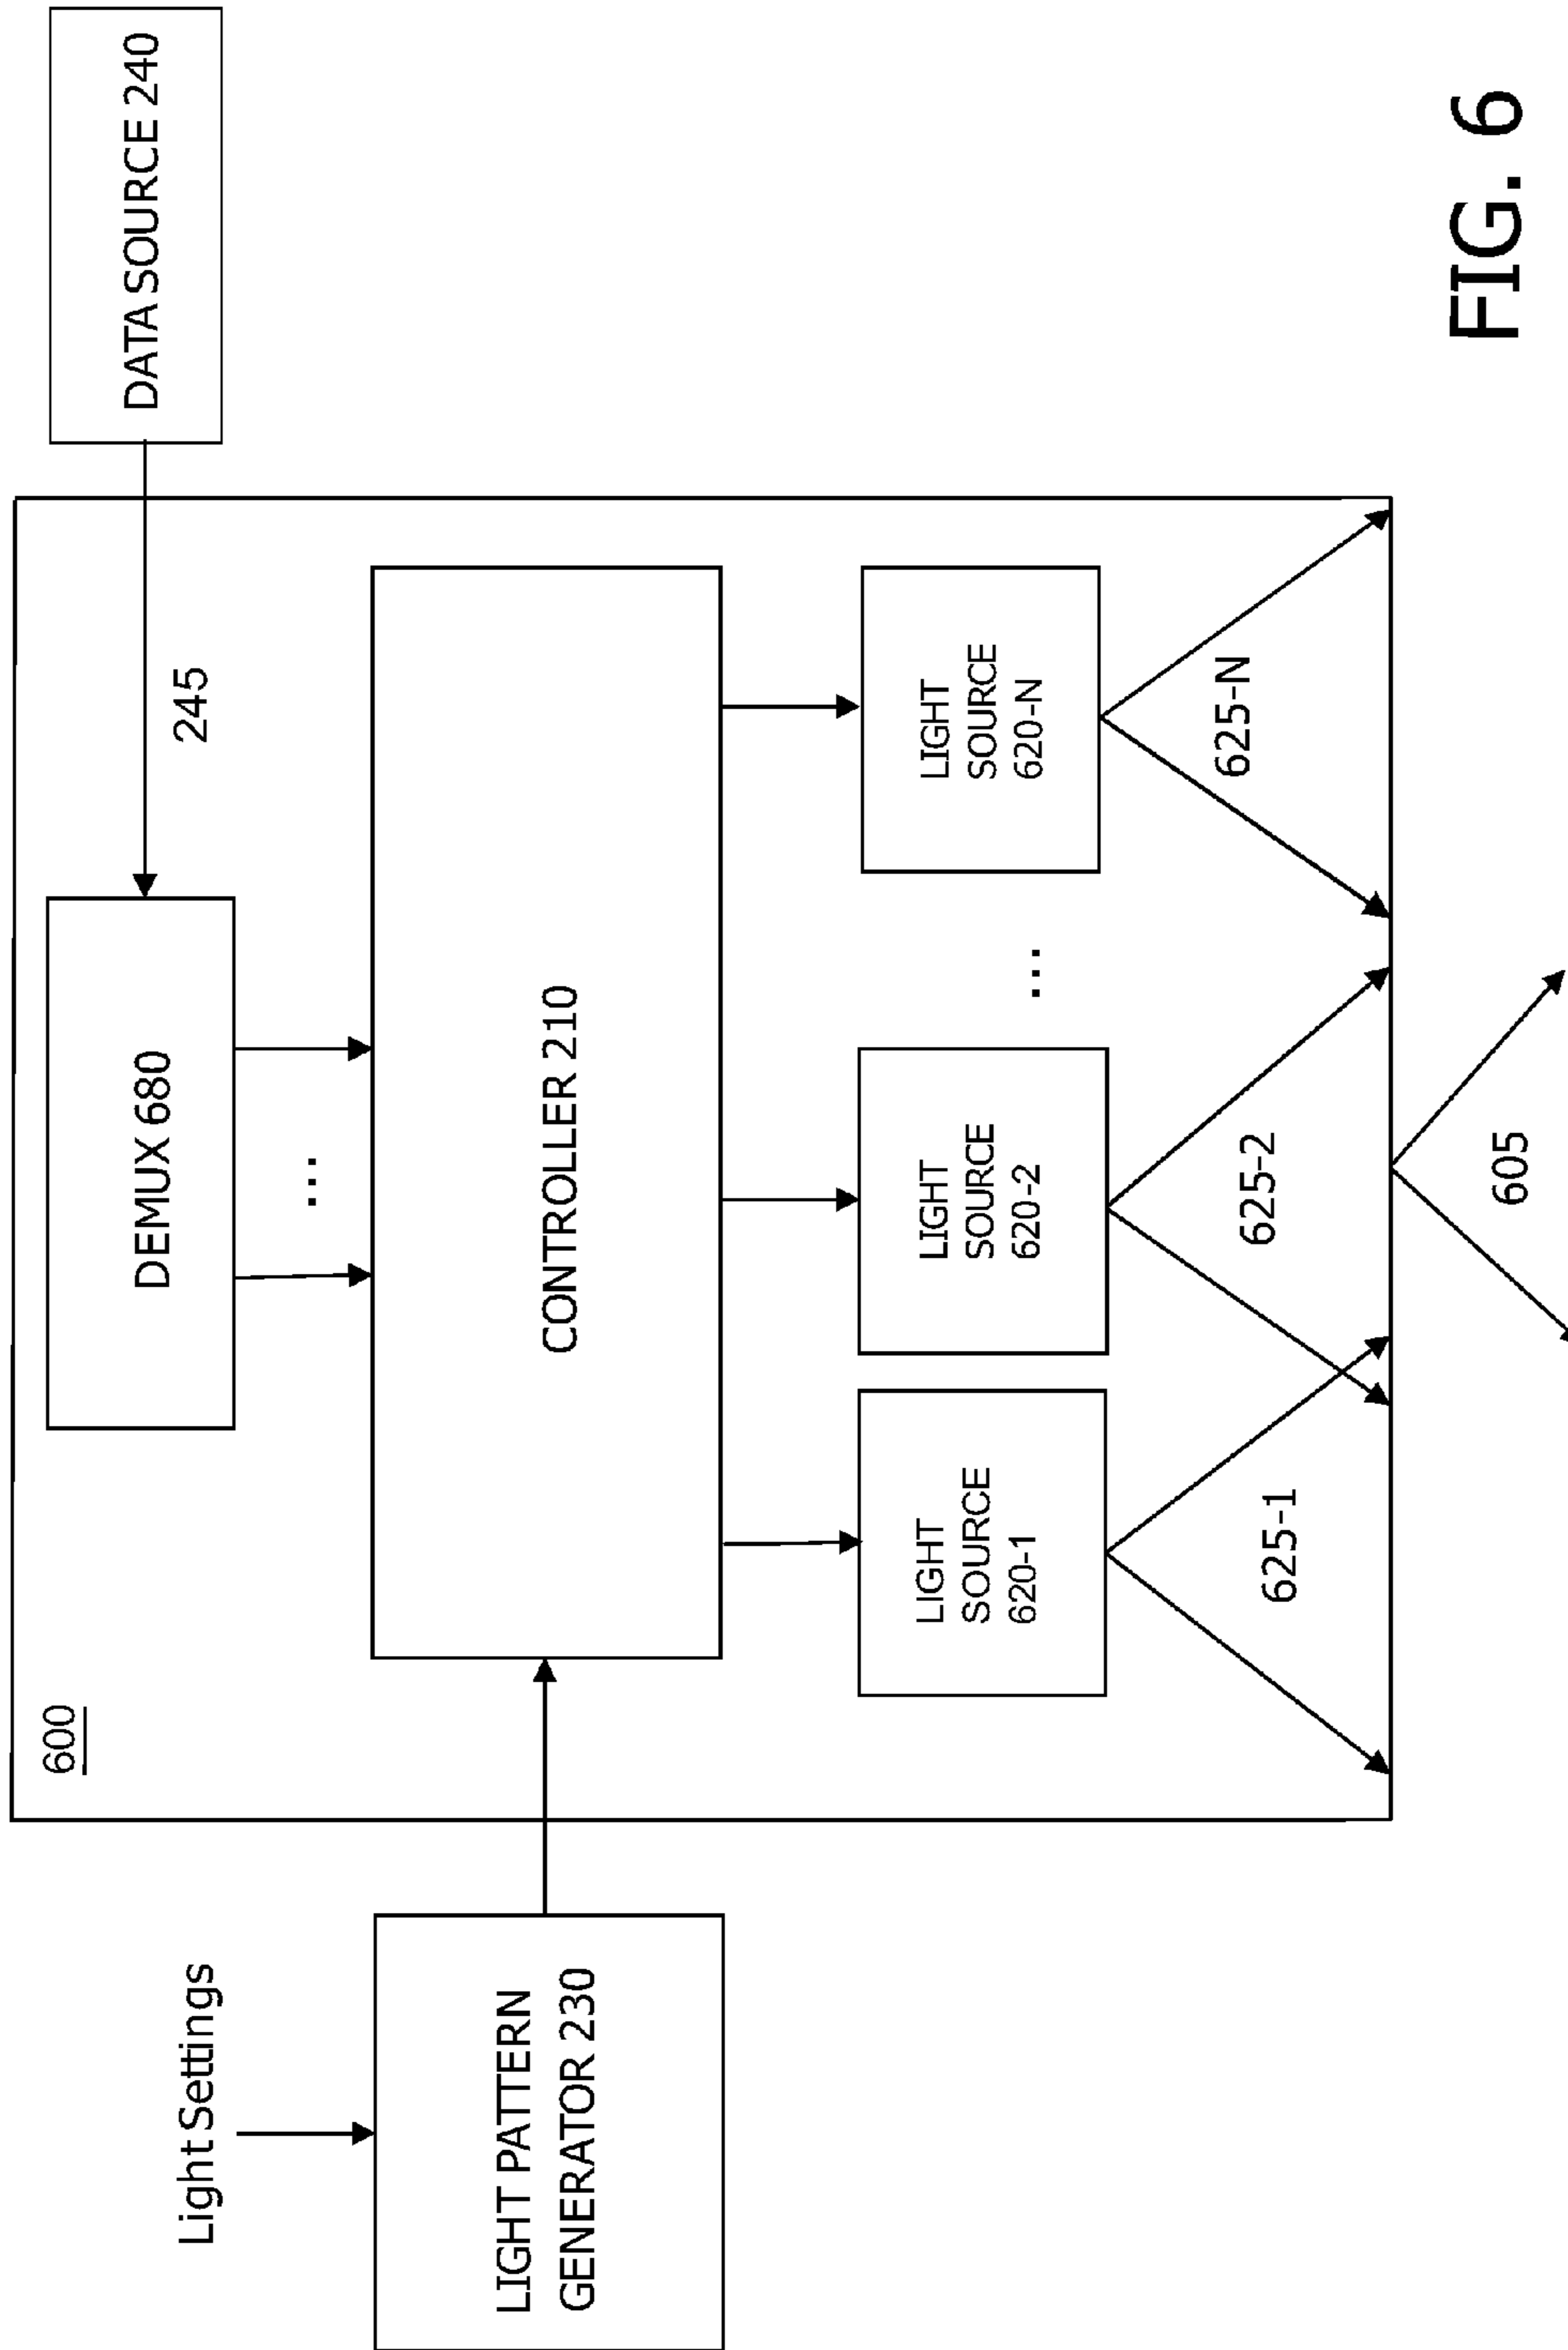 Light Settings
LIGHT PATTERN
GENERATOR 230
600
DEMUX 680
...
245
DATA SOURCE 240
CONTROLLER 210
LIGHT
SOURCE
620-1
LIGHT
SOURCE
620-2
...
LIGHT
SOURCE
620-N
625-1
625-2
625-N
605
FIG. 6